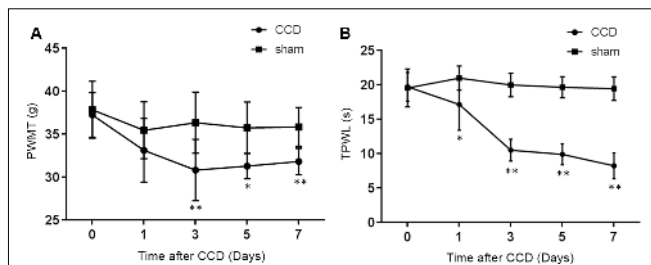 A
CCD
sham
PWMT (g)
45
40
35
30
25
**
*
**
0 1 3 5 7
Time after CCD (Days)
B
CCD
sham
TPWL (s)
25
20
15
10
5
0
*
**
**
**
0 1 3 5 7
Time after CCD (Days)